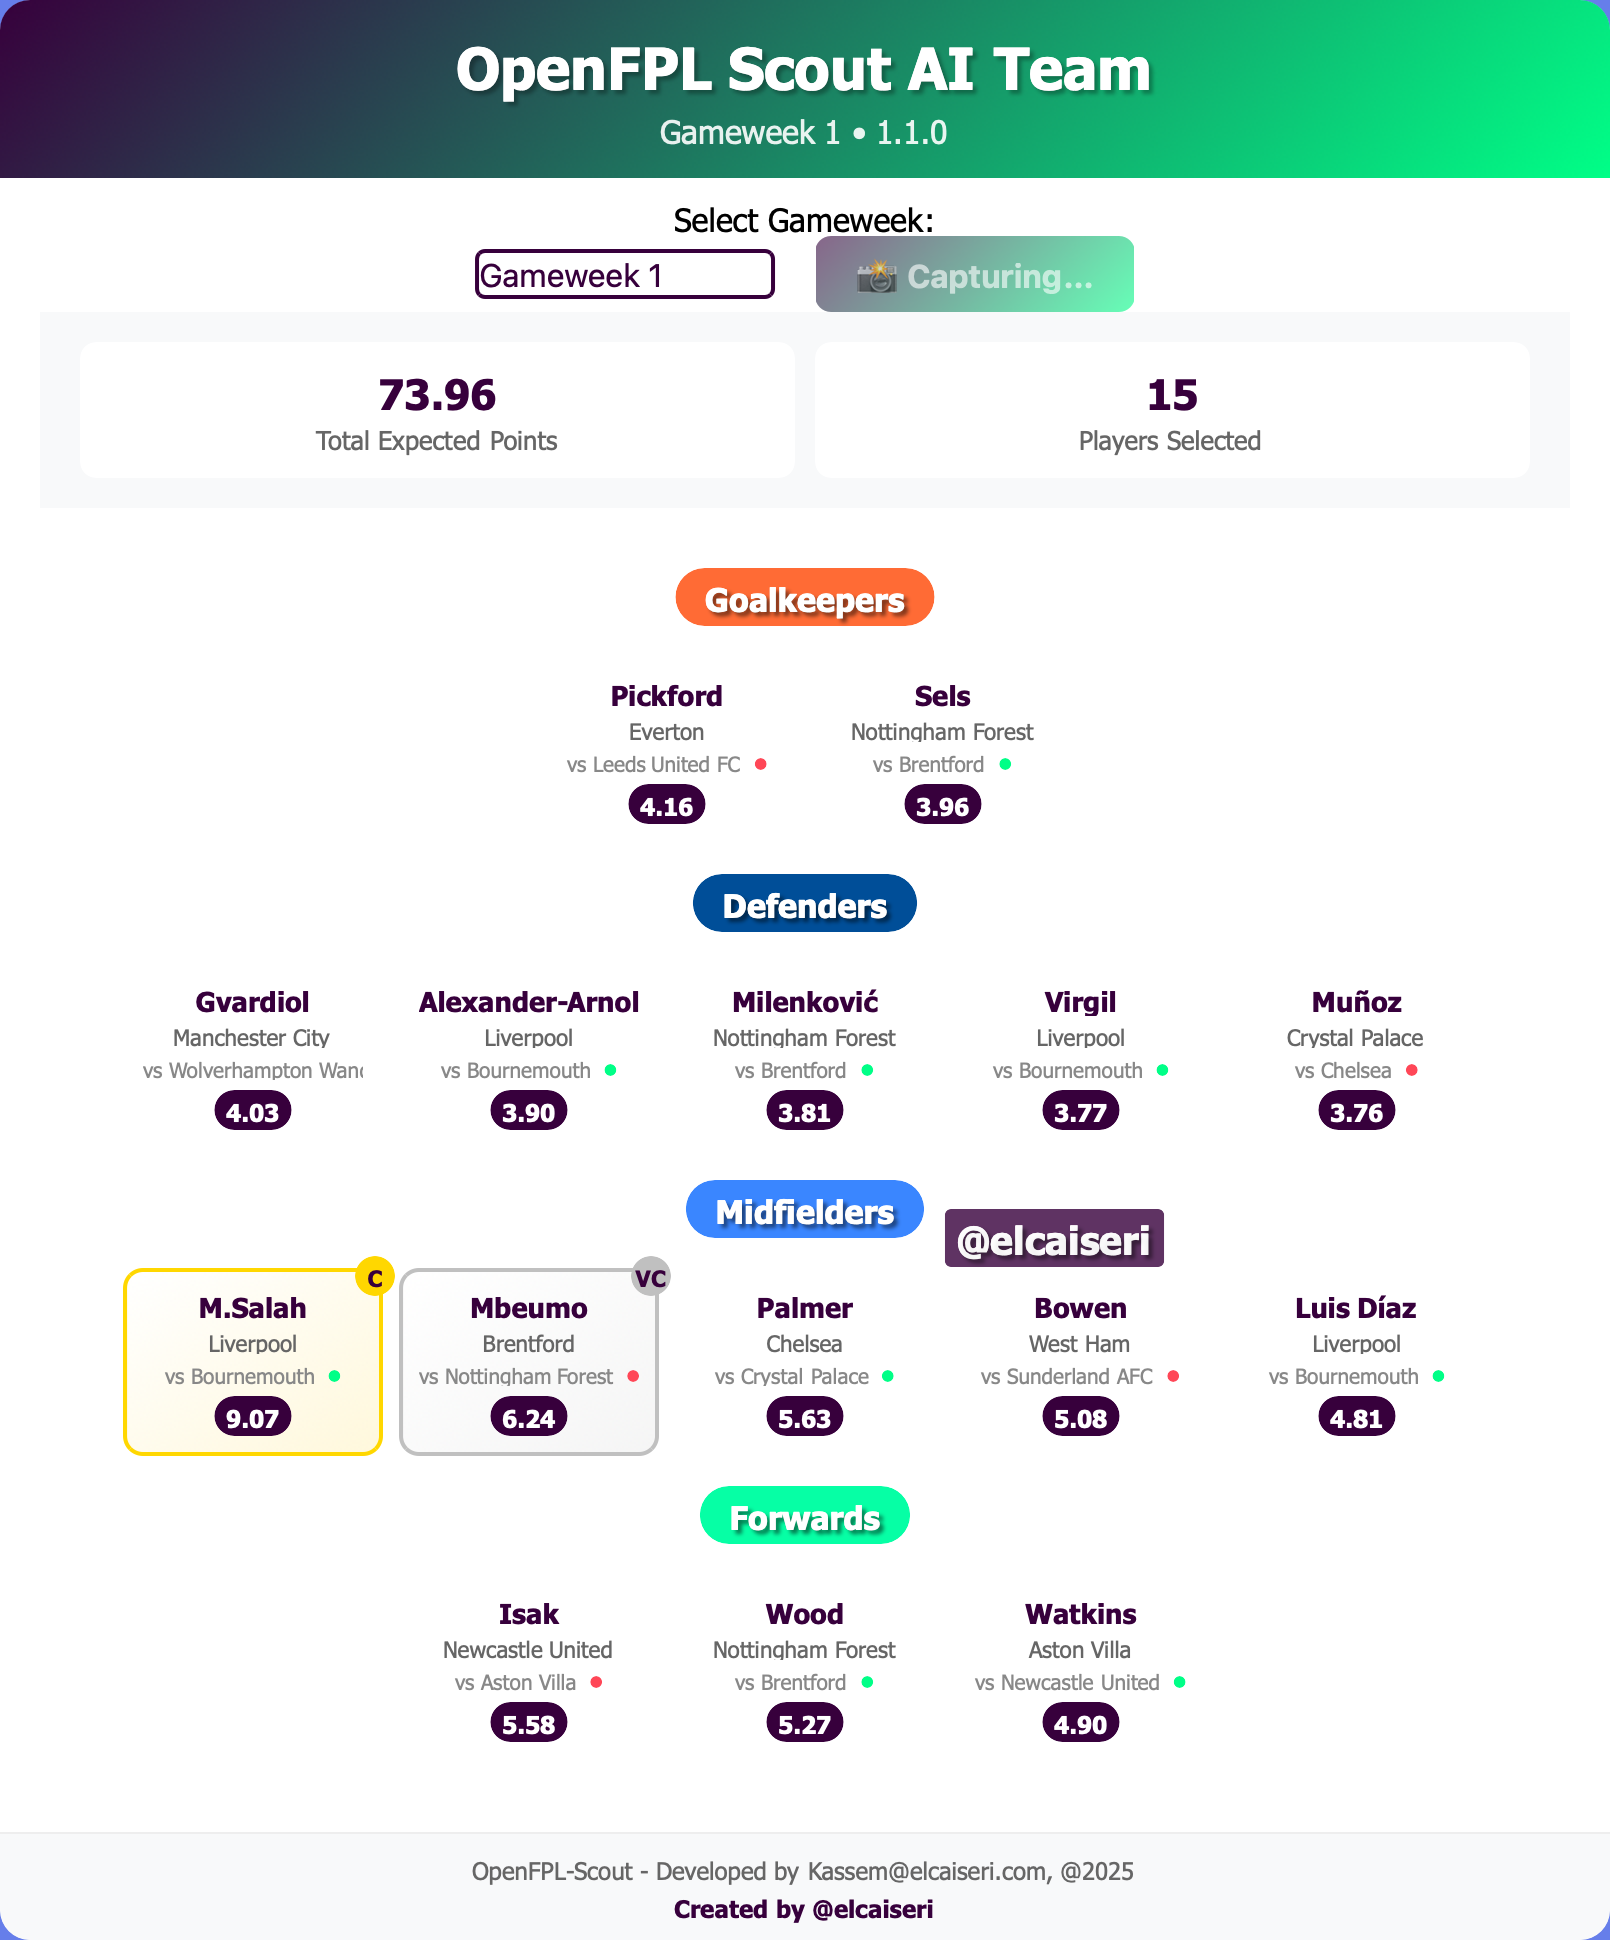 OpenFPL Scout AI Team
Gameweek 1 • 1.1.0
Select Gameweek:
Gameweek 1
📸 Capturing...
73.96
Total Expected Points
15
Players Selected
Goalkeepers
Pickford
Everton
vs Leeds United FC
4.16
Sels
Nottingham Forest
vs Brentford
3.96
Defenders
Gvardiol
Manchester City
vs Wolverhampton Wand
4.03
Alexander-Arnol
Liverpool
vs Bournemouth
3.90
Milenković
Nottingham Forest
vs Brentford
3.81
Virgil
Liverpool
vs Bournemouth
3.77
Muñoz
Crystal Palace
vs Chelsea
3.76
Midfielders
@elcaiseri
C
M.Salah
Liverpool
vs Bournemouth
9.07
VC
Mbeumo
Brentford
vs Nottingham Forest
6.24
Palmer
Chelsea
vs Crystal Palace
5.63
Bowen
West Ham
vs Sunderland AFC
5.08
Luis Díaz
Liverpool
vs Bournemouth
4.81
Forwards
Isak
Newcastle United
vs Aston Villa
5.58
Wood
Nottingham Forest
vs Brentford
5.27
Watkins
Aston Villa
vs Newcastle United
4.90
OpenFPL-Scout - Developed by Kassem@elcaiseri.com, @2025
Created by @elcaiseri